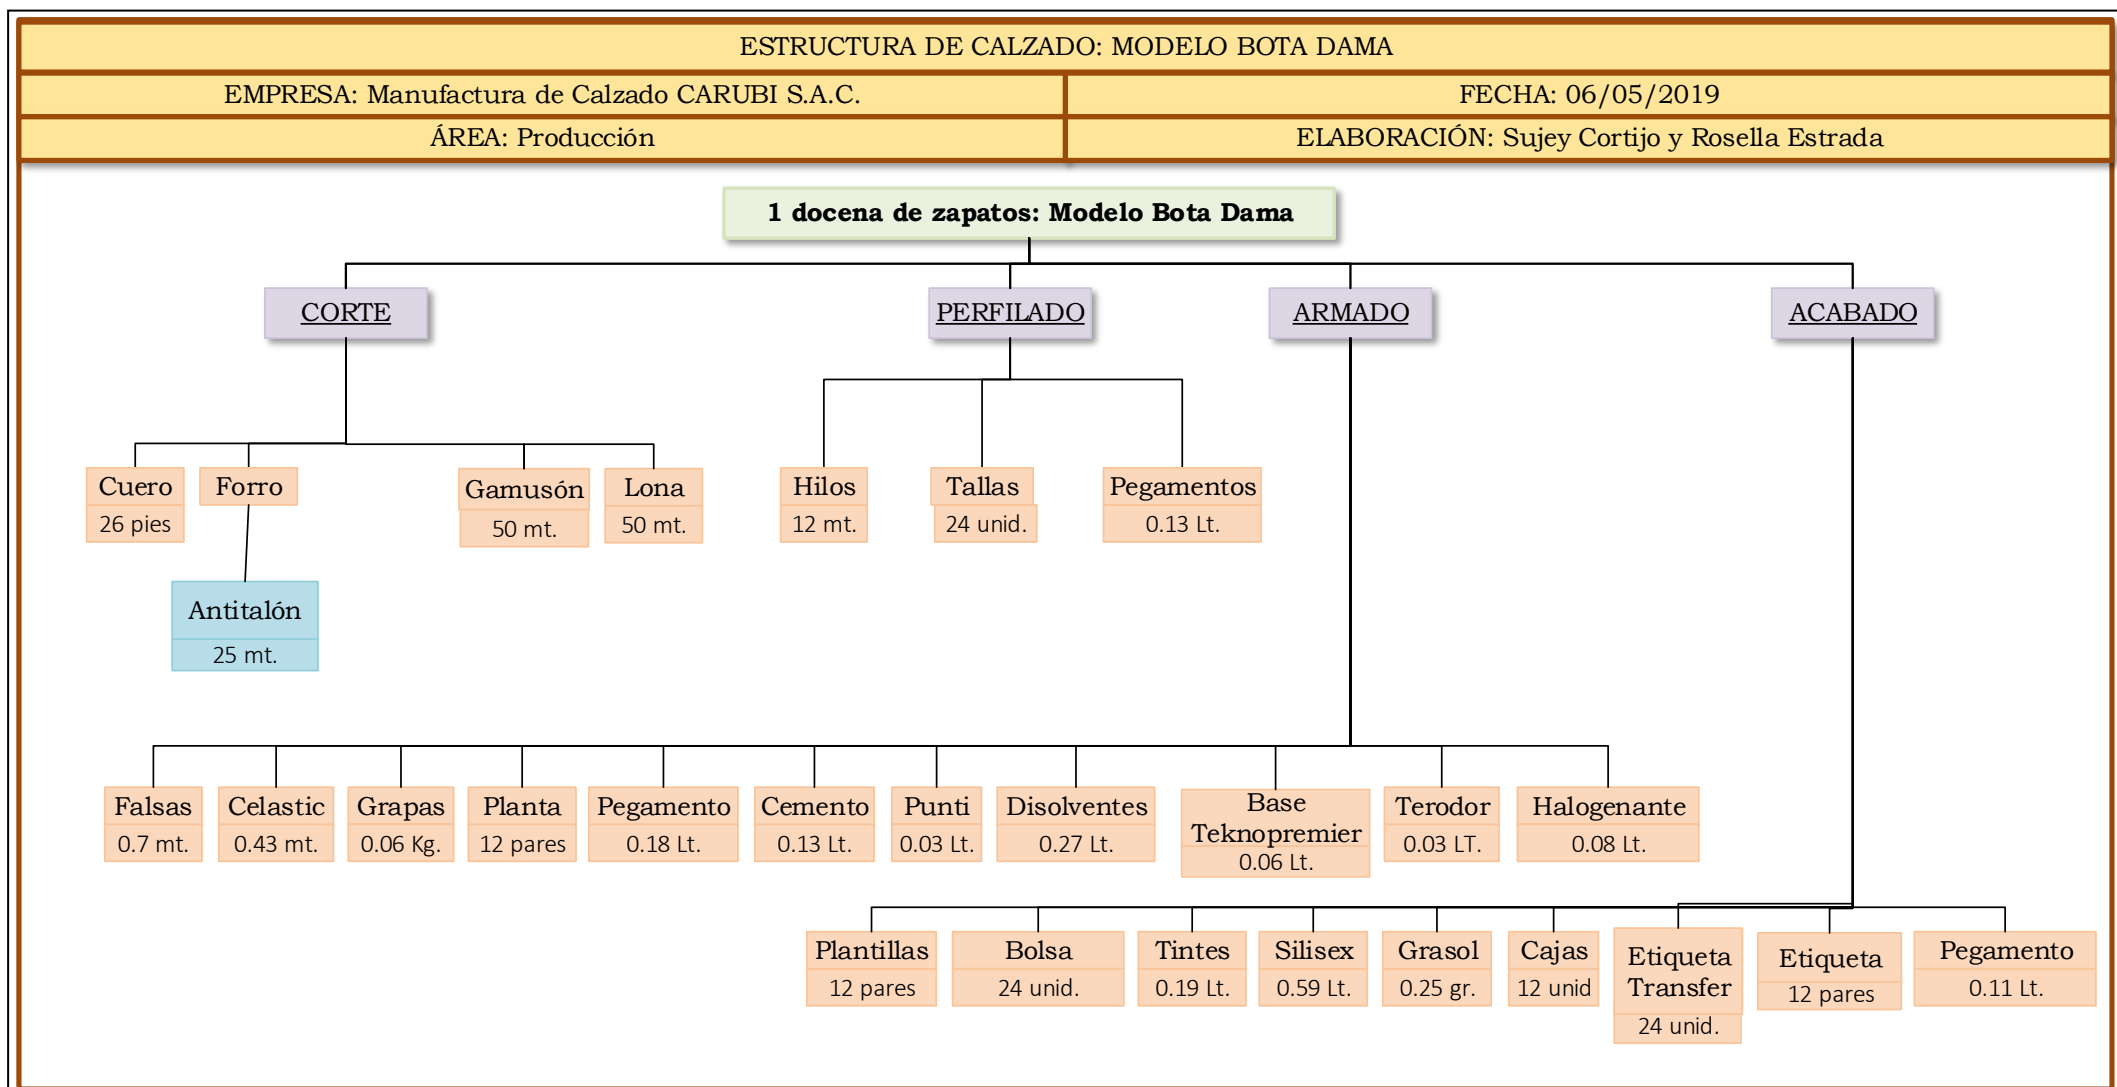 ESTRUCTURA DE CALZADO: MODELO BOTA DAMA
EMPRESA: Manufactura de Calzado CARUBI S.A.C.
FECHA: 06/05/2019
ÁREA: Producción
ELABORACIÓN: Sujey Cortijo y Rosella Estrada
1 docena de zapatos: Modelo Bota Dama
CORTE
PERFILADO
ARMADO
ACABADO
Cuero
26 pies
Forro
Gamusón
50 mt.
Lona
50 mt.
Hilos
12 mt.
Tallas
24 unid.
Pegamentos
0.13 Lt.
Antitalón
25 mt.
Falsas
0.7 mt.
Celastic
0.43 mt.
Grapas
0.06 Kg.
Planta
12 pares
Pegamento
0.18 Lt.
Cemento
0.13 Lt.
Punti
0.03 Lt.
Disolventes
0.27 Lt.
Base
Teknopremier
0.06 Lt.
Terodor
0.03 LT.
Halogenante
0.08 Lt.
Plantillas
12 pares
Bolsa
24 unid.
Tintes
0.19 Lt.
Silisex
0.59 Lt.
Grasol
0.25 gr.
Cajas
12 unid
Etiqueta
Transfer
24 unid.
Etiqueta
12 pares
Pegamento
0.11 Lt.